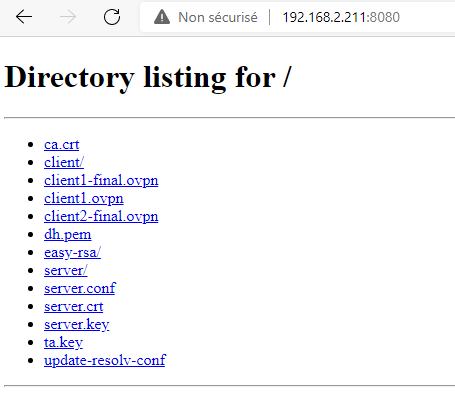 Non sécurisé | 192.168.2.211:8080
Directory listing for /
ca.crt
client/
client1-final.ovpn
client1.ovpn
client2-final.ovpn
dh.pem
easy-rsa/
server/
server.conf
server.crt
server.key
ta.key
update-resolv-conf